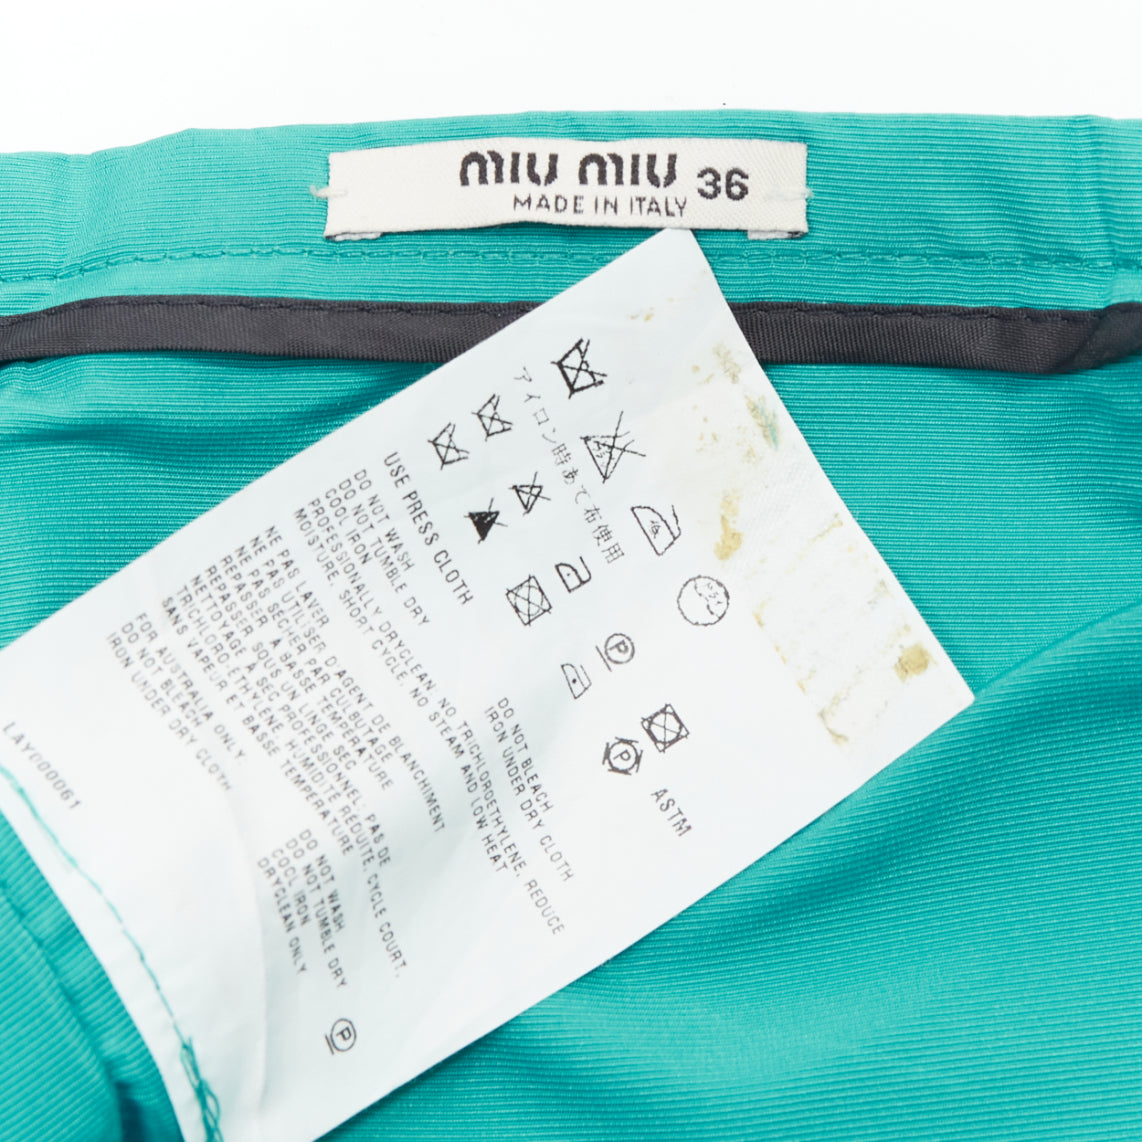 MIU MIU 36
MADE IN ITALY
アイロン時あて布使用
USE PRESS CLOTH
DO NOT WASH
DO NOT TUMBLE DRY
COOL IRON
PROFESSIONALLY DRYCLEAN, NO TRICHLOROETHYLENE, REDUCE
MOISTURE, SHORT CYCLE, NO STEAM AND LOW HEAT
DO NOT BLEACH
IRON UNDER DRY CLOTH
NE PAS LAVER
NE PAS UTILISER D'AGENT DE BLANCHIMENT
NE PAS SECHER PAR CULBUTAGE
REPASSER A BASSE TEMPERATURE
REPASSER SOUS UN LINGE SEC
NETTOYAGE A SEC PROFESSIONNEL: PAS DE
TRICHLRO-ETHYLENE, HUMIDITE REDUITE, CYCLE COURT,
SANS VAPEUR ET BASSE TEMPERATURE
FOR AUSTRALIA ONLY:
DO NOT BLEACH
IRON UNDER DRY CLOTH
DO NOT WASH
DO NOT TUMBLE DRY
COOL IRON
DRYCLEAN ONLY
P
P
P
ASTM
LAY000061